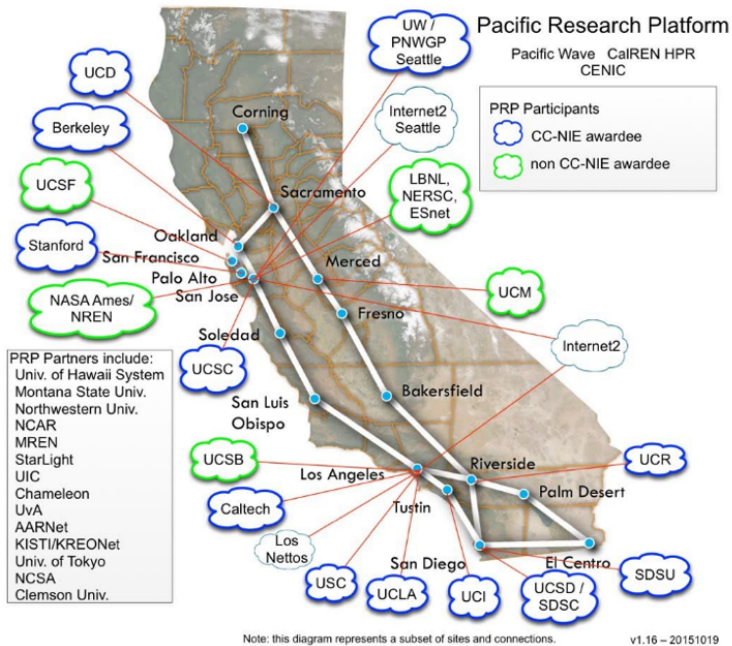 Pacific Research Platform
Pacific Wave CalREN HPR
CENIC
PRP Participants
CC-NIE awardee
non CC-NIE awardee
UW /
PNWGP
Seattle
UCD
Internet2
Seattle
Berkeley
Corning
LBNL,
NERSC,
ESnet
UCSF
Sacramento
Stanford
Oakland
San Francisco
Palo Alto
San Jose
Merced
UCM
NASA Ames/
NREN
Fresno
Soledad
Internet2
UCSC
PRP Partners include:
Univ. of Hawaii System
Montana State Univ.
Northwestern Univ.
NCAR
MREN
StarLight
UIC
Chameleon
UvA
AARNet
KISTI/KREONet
Univ. of Tokyo
NCSA
Clemson Univ.
San Luis
Obispo
Bakersfield
UCSB
Los Angeles
Riverside
UCR
Caltech
Tustin
Palm Desert
Los
Nettos
San Diego
El Centro
USC
UCLA
UCI
UCSD /
SDSC
SDSU
Note: this diagram represents a subset of sites and connections.
v1.16 – 20151019